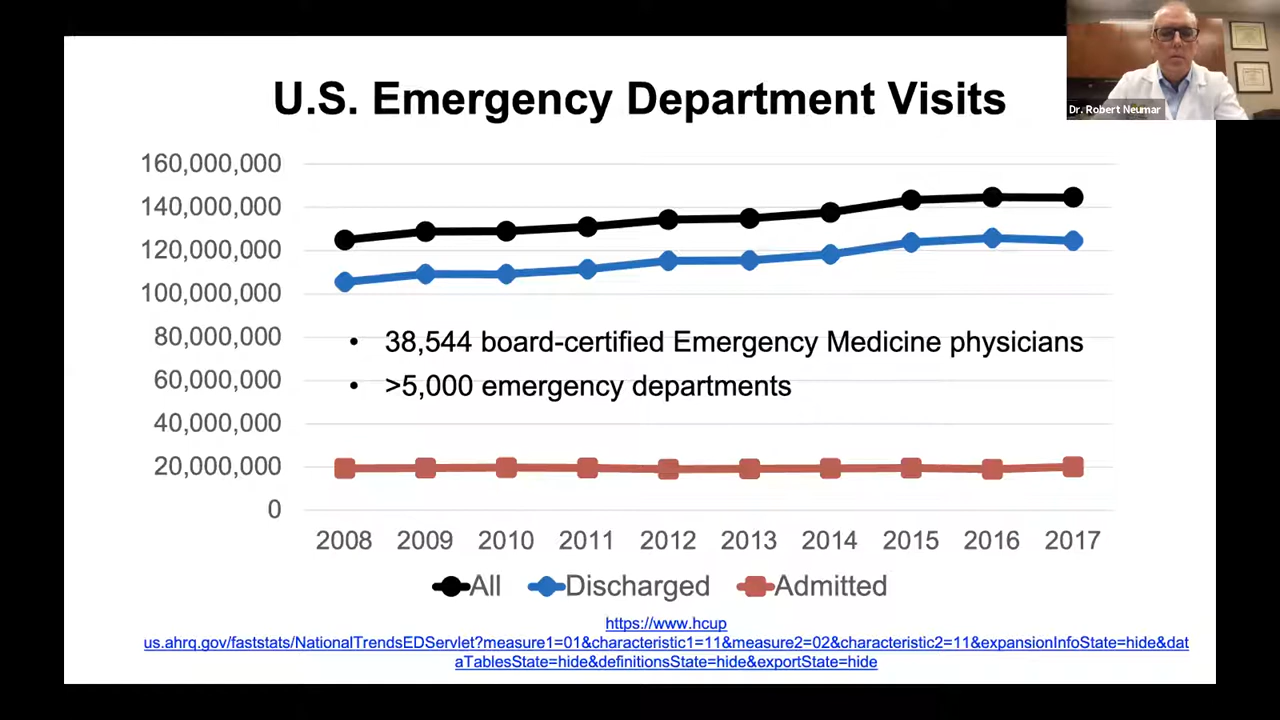 U.S. Emergency Department Visits
Dr. Robert Neumar
160,000,000
140,000,000
120,000,000
100,000,000
80,000,000
60,000,000
40,000,000
20,000,000
0
• 38,544 board-certified Emergency Medicine physicians
• >5,000 emergency departments
2008 2009 2010 2011 2012 2013 2014 2015 2016 2017
All Discharged Admitted
https://www.hcup
us.ahrq.gov/faststats/NationalTrendsEDServlet?measure1=01&characteristic1=11&measure2=02&characteristic2=11&expansionInfoState=hide&dat
aTablesState=hide&definitionsState=hide&exportState=hide